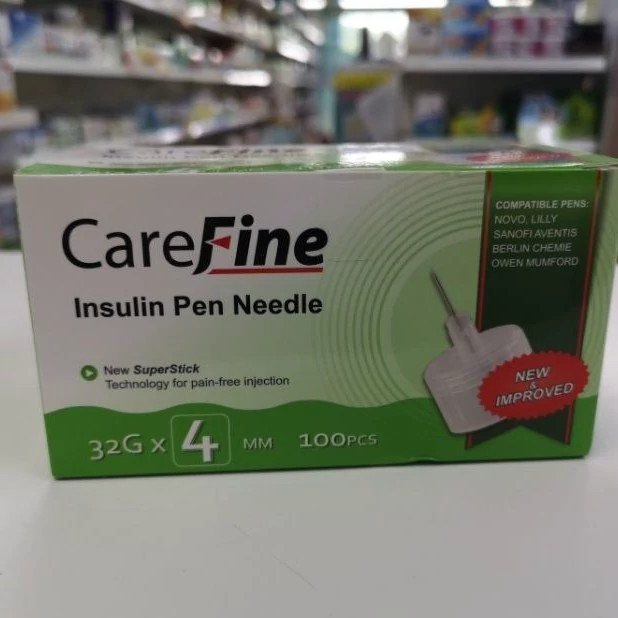 CareFine
Insulin Pen Needle
New SuperStick
Technology for pain-free injection
32G x 4 MM 100PCS
COMPATIBLE PENS:
NOVO, LILLY
SANOFI AVENTIS
BERLIN CHEMIE
OWEN MUMFORD
NEW
&
IMPROVED